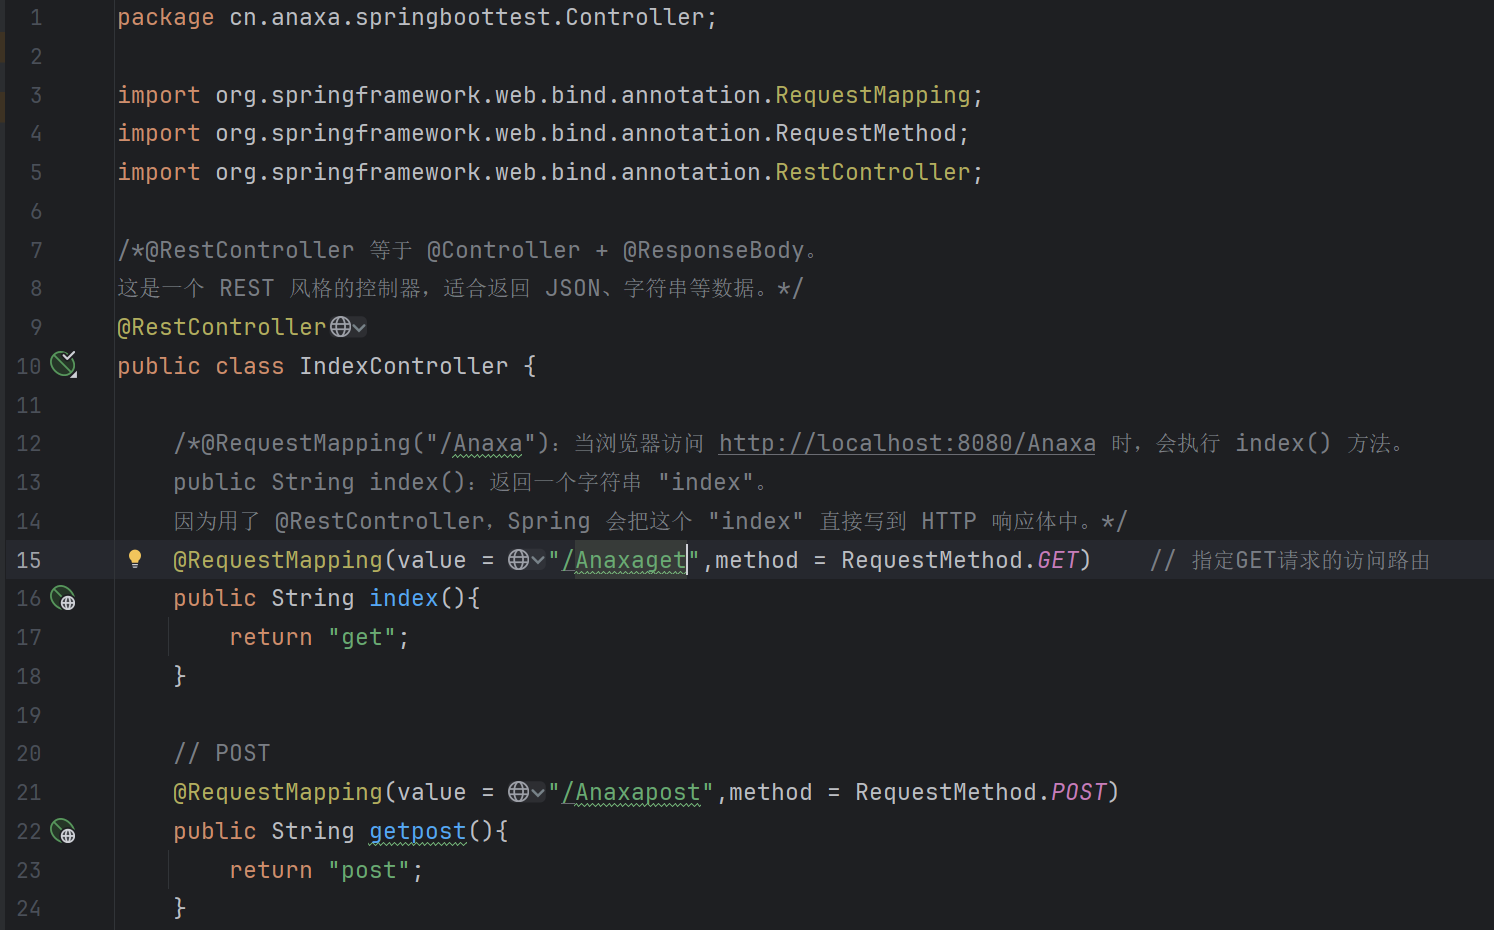 1 package cn.anaxa.springboottest.Controller;
2
3 import org.springframework.web.bind.annotation.RequestMapping;
4 import org.springframework.web.bind.annotation.RequestMethod;
5 import org.springframework.web.bind.annotation.RestController;
6
7 /*@RestController 等于 @Controller + @ResponseBody。
8 这是一个 REST 风格的控制器，适合返回 JSON、字符串等数据。*/
9 @RestController
10 public class IndexController {
11
12     /*@RequestMapping("/Anaxa")：当浏览器访问 http://localhost:8080/Anaxa 时，会执行 index() 方法。
13     public String index()：返回一个字符串 "index"。
14     因为用了 @RestController，Spring 会把这个 "index" 直接写到 HTTP 响应体中。*/
15     @RequestMapping(value = "/Anaxaget",method = RequestMethod.GET)    // 指定GET请求的访问路由
16     public String index(){
17         return "get";
18     }
19
20     // POST
21     @RequestMapping(value = "/Anaxapost",method = RequestMethod.POST)
22     public String getpost(){
23         return "post";
24     }